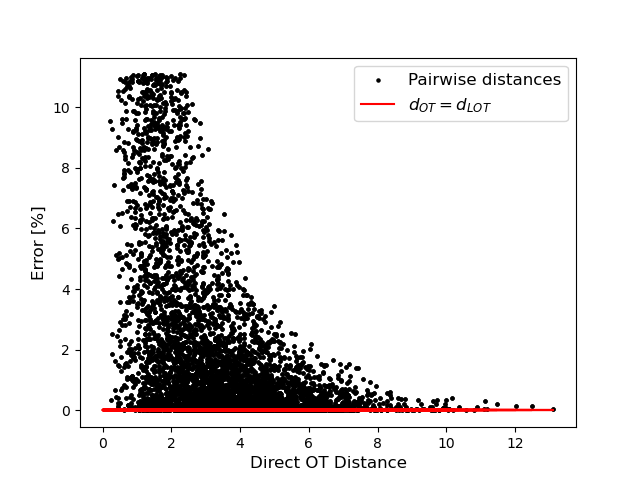 Pairwise distances
d_OT = d_LOT
Error [%]
10
8
6
4
2
0
0 2 4 6 8 10 12
Direct OT Distance